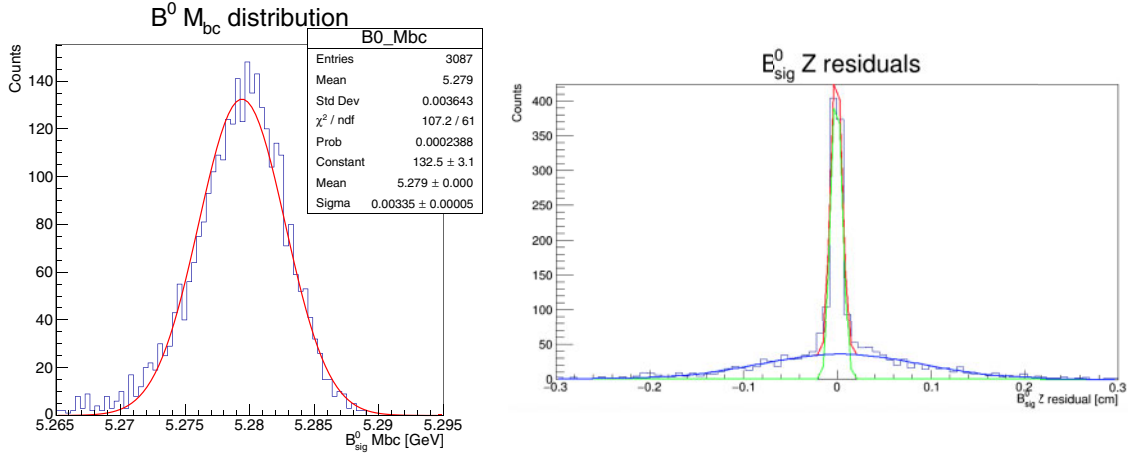 B⁰ M_bc distribution
B0_Mbc
Entries 3087
Mean 5.279
Std Dev 0.003643
χ² / ndf 107.2 / 61
Prob 0.0002388
Constant 132.5 ± 3.1
Mean 5.279 ± 0.000
Sigma 0.00335 ± 0.00005
Counts
140
120
100
80
60
40
20
0
5.265 5.27 5.275 5.28 5.285 5.29 5.295
B⁰_sig Mbc [GeV]
B⁰_sig Z residuals
Counts
400
350
300
250
200
150
100
50
0
−0.3 −0.2 −0.1 0 0.1 0.2 0.3
B⁰_sig Z residual [cm]